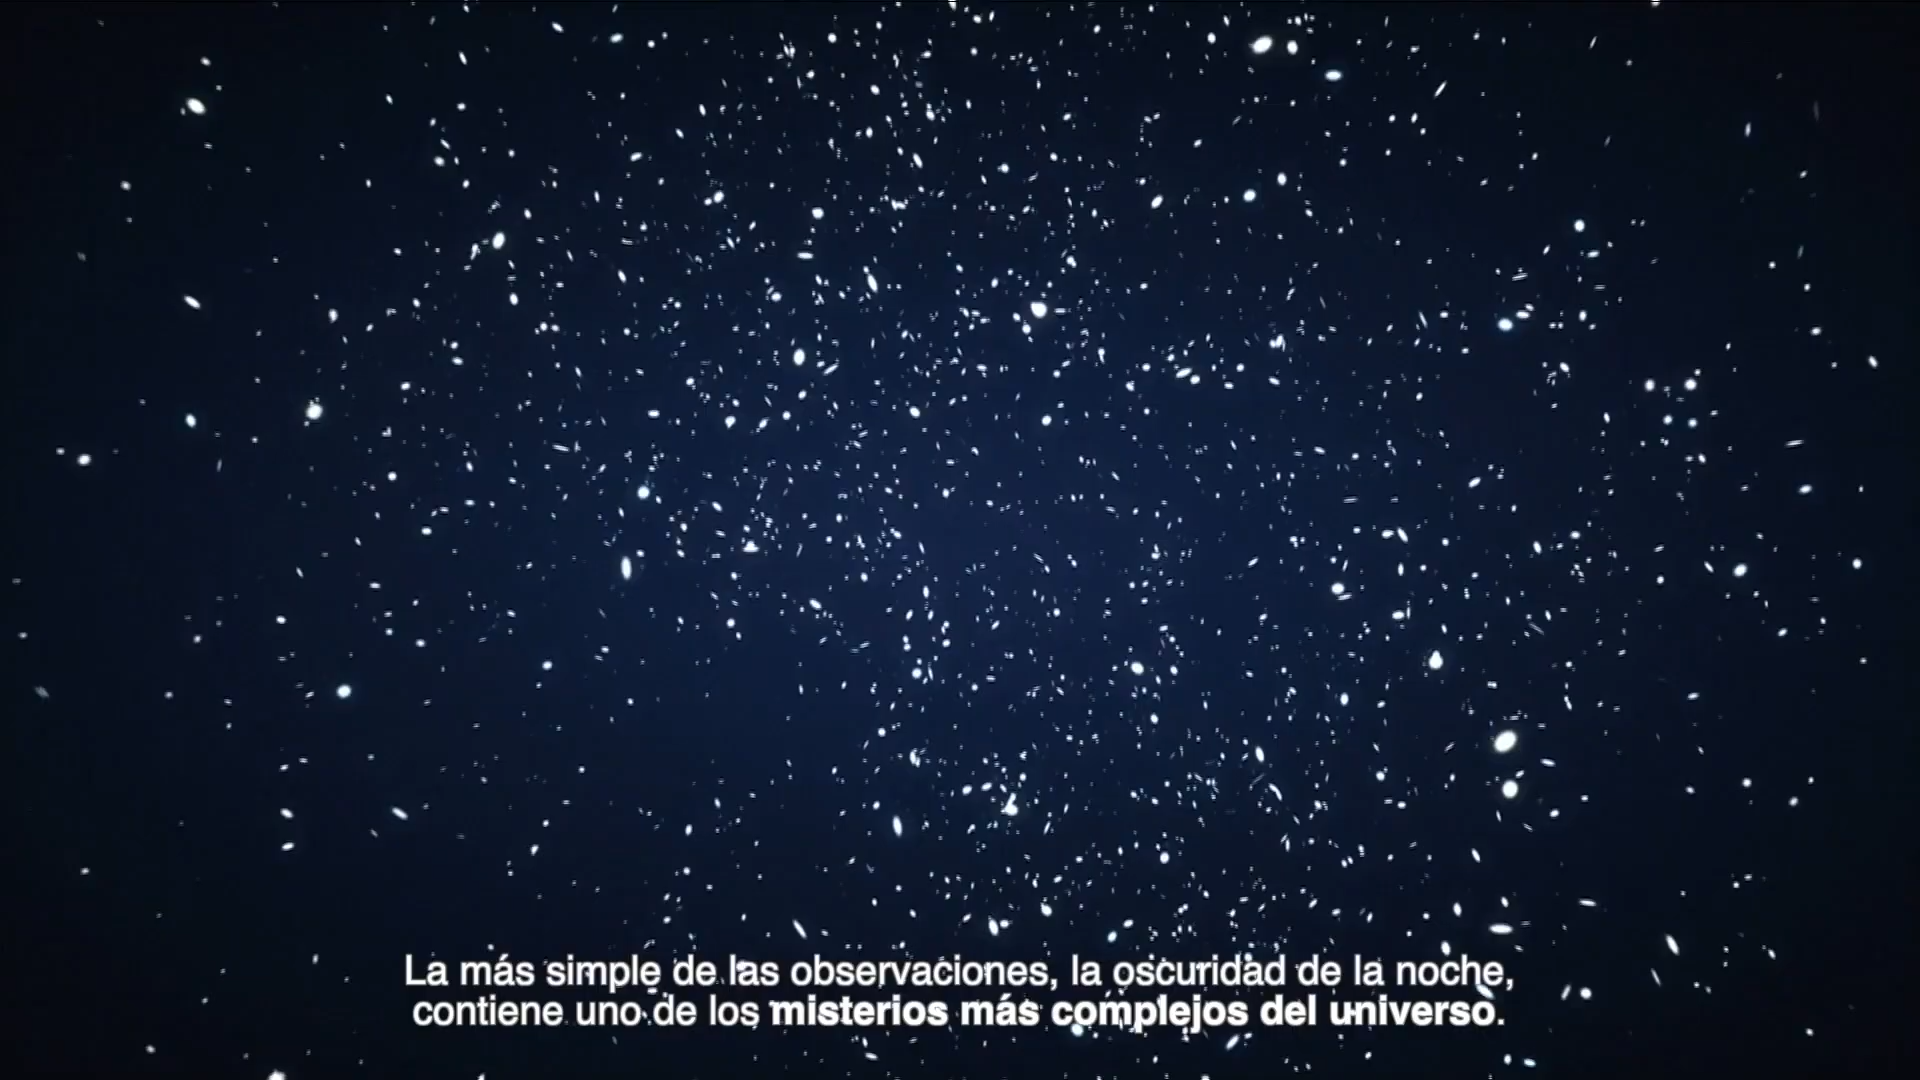 La más simple de las observaciones, la oscuridad de la noche,
contiene uno de los misterios más complejos del universo.